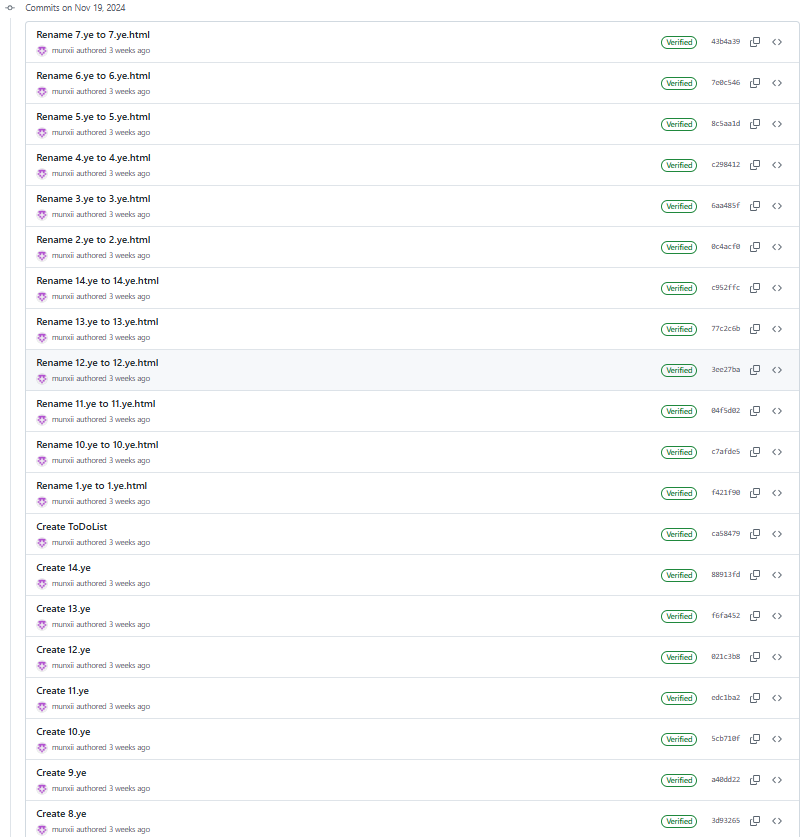 Commits on Nov 19, 2024
Rename 7.ye to 7.ye.html
munxii authored 3 weeks ago
Verified 43b4a39
Rename 6.ye to 6.ye.html
munxii authored 3 weeks ago
Verified 7e0c546
Rename 5.ye to 5.ye.html
munxii authored 3 weeks ago
Verified 8c5aa1d
Rename 4.ye to 4.ye.html
munxii authored 3 weeks ago
Verified c298412
Rename 3.ye to 3.ye.html
munxii authored 3 weeks ago
Verified 6aa485f
Rename 2.ye to 2.ye.html
munxii authored 3 weeks ago
Verified 0c4acf0
Rename 14.ye to 14.ye.html
munxii authored 3 weeks ago
Verified c952ffc
Rename 13.ye to 13.ye.html
munxii authored 3 weeks ago
Verified 77c2c6b
Rename 12.ye to 12.ye.html
munxii authored 3 weeks ago
Verified 3ee27ba
Rename 11.ye to 11.ye.html
munxii authored 3 weeks ago
Verified 04f5d02
Rename 10.ye to 10.ye.html
munxii authored 3 weeks ago
Verified c7afde5
Rename 1.ye to 1.ye.html
munxii authored 3 weeks ago
Verified f421f90
Create ToDoList
munxii authored 3 weeks ago
Verified ca58479
Create 14.ye
munxii authored 3 weeks ago
Verified 88913fd
Create 13.ye
munxii authored 3 weeks ago
Verified f6fa452
Create 12.ye
munxii authored 3 weeks ago
Verified 021c3b8
Create 11.ye
munxii authored 3 weeks ago
Verified edc1ba2
Create 10.ye
munxii authored 3 weeks ago
Verified 5cb710f
Create 9.ye
munxii authored 3 weeks ago
Verified a40dd22
Create 8.ye
munxii authored 3 weeks ago
Verified 3d93265